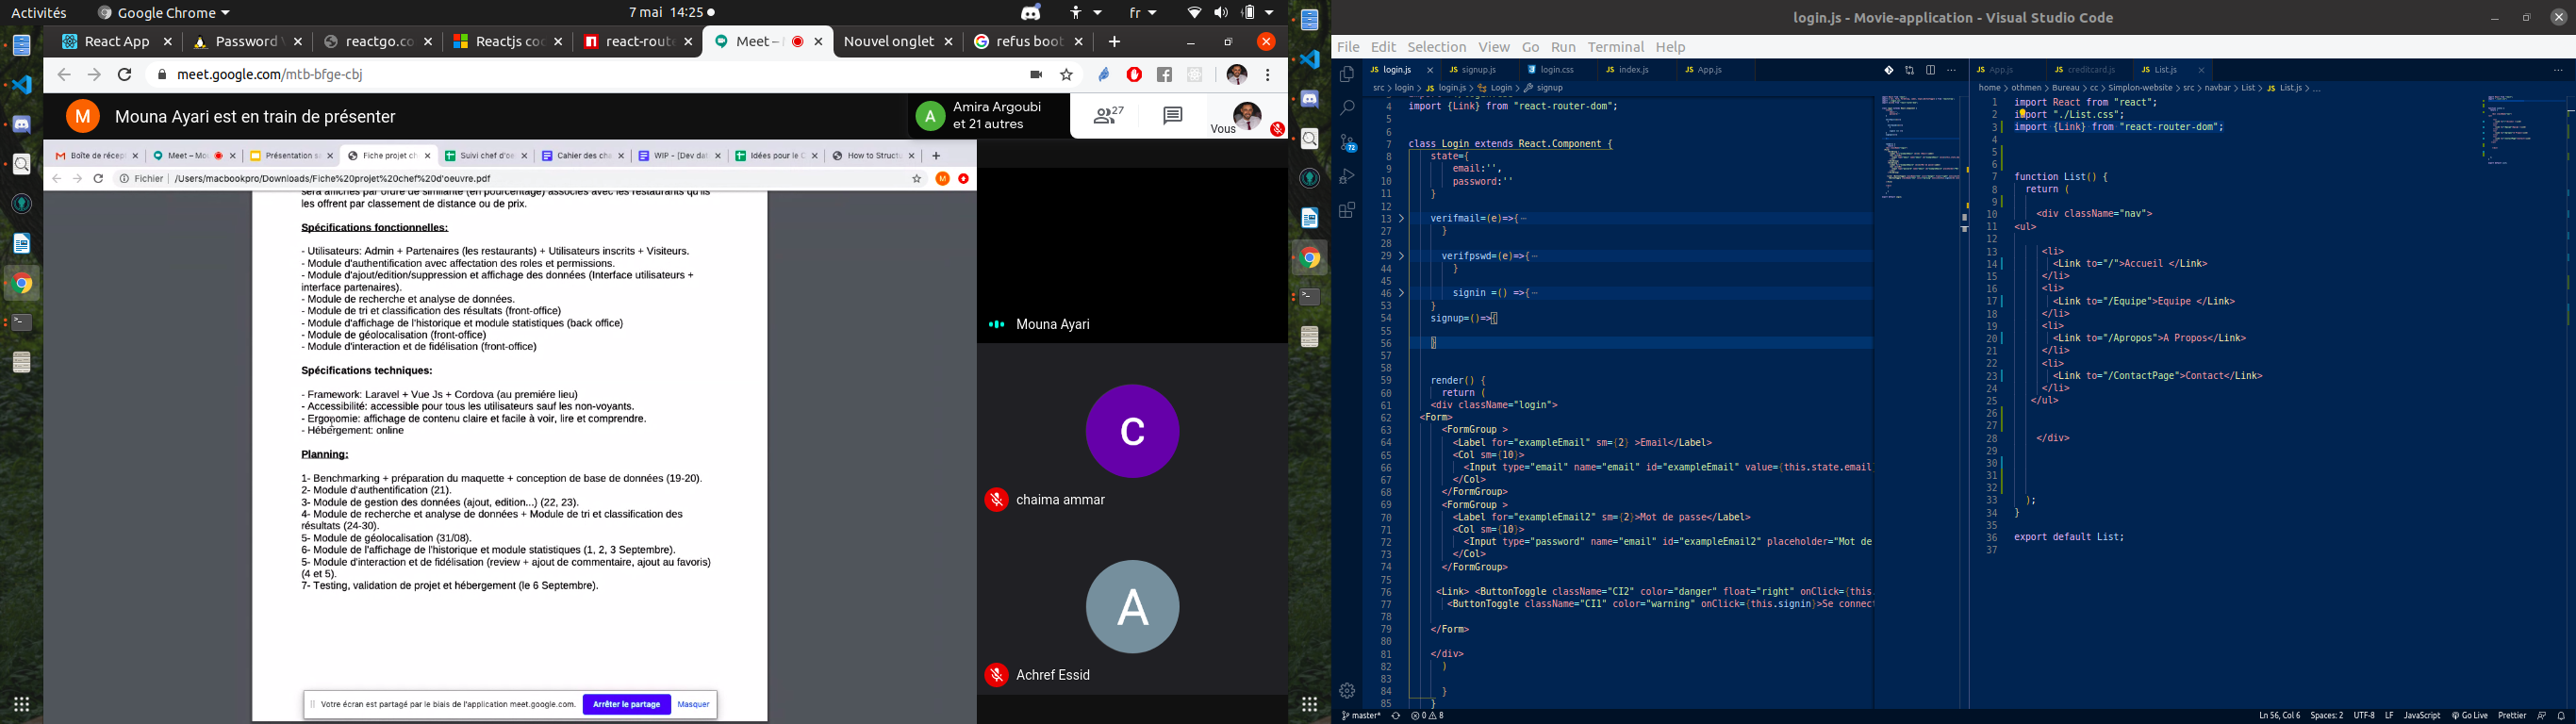 Activités
Google Chrome
7 mai 14:25
fr
React App
Password
reactgo.co
Reactjs co
react-rout
Meet –
Nouvel onglet
refus boot
meet.google.com/mtb-bfge-cbj
M
Mouna Ayari est en train de présenter
A
Amira Argoubi
et 21 autres
27
Vous
Boîte de récep
Meet – Mo
Présentation s
Fiche projet ch
Suivi chef d'oe
Cahier des cha
WIP - [Dev dat
Idées pour le C
How to Structu
Fichier
/Users/macbookpro/Downloads/Fiche%20projet%20chef%20d'oeuvre.pdf
M
sera affichés par ordre de similarité (en pourcentage) associés avec les restaurants qu'ils
les offrent par classement de distance ou de prix.
Spécifications fonctionnelles:
- Utilisateurs: Admin + Partenaires (les restaurants) + Utilisateurs inscrits + Visiteurs.
- Module d'authentification avec affectation des roles et permissions.
- Module d'ajout/edition/suppression et affichage des données (Interface utilisateurs +
interface partenaires).
- Module de recherche et analyse de données.
- Module de tri et classification des résultats (front-office)
- Module d'affichage de l'historique et module statistiques (back office)
- Module de géolocalisation (front-office)
- Module d'interaction et de fidélisation (front-office)
Spécifications techniques:
- Framework: Laravel + Vue Js + Cordova (au premiére lieu)
- Accessibilité: accessible pour tous les utilisateurs sauf les non-voyants.
- Ergonomie: affichage de contenu claire et facile à voir, lire et comprendre.
- Hébergement: online
Planning:
1- Benchmarking + préparation du maquette + conception de base de données (19-20).
2- Module d'authentification (21).
3- Module de gestion des données (ajout, edition...) (22, 23).
4- Module de recherche et analyse de données + Module de tri et classification des
résultats (24-30).
5- Module de géolocalisation (31/08).
6- Module de l'affichage de l'historique et module statistiques (1, 2, 3 Septembre).
5- Module d'interaction et de fidélisation (review + ajout de commentaire, ajout au favoris)
(4 et 5).
7- Testing, validation de projet et hébergement (le 6 Septembre).
Votre écran est partagé par le biais de l'application meet.google.com.
Arrêter le partage
Masquer
Mouna Ayari
C
chaima ammar
A
Achref Essid
login.js - Movie-application - Visual Studio Code
File Edit Selection View Go Run Terminal Help
72
login.js
signup.js
login.css
index.js
App.js
src > login > login.js > Login > signup
4 import {Link} from "react-router-dom";
5
6
7 class Login extends React.Component {
8 state={
9 email:'',
10 password:''
11 }
12
13 verifmail=(e)=>{
27 }
28
29 verifpswd=(e)=>{
44 }
45
46 signin =() =>{
53 }
54 signup=()=>{
55
56 }
57
58
59 render() {
60 return (
61 <div className="login">
62 <Form>
63 <FormGroup >
64 <Label for="exampleEmail" sm={2} >Email</Label>
65 <Col sm={10}>
66 <Input type="email" name="email" id="exampleEmail" value={this.state.email
67 </Col>
68 </FormGroup>
69 <FormGroup >
70 <Label for="exampleEmail2" sm={2}>Mot de passe</Label>
71 <Col sm={10}>
72 <Input type="password" name="email" id="exampleEmail2" placeholder="Mot de
73 </Col>
74 </FormGroup>
75
76 <Link> <ButtonToggle className="CI2" color="danger" float="right" onClick={this.
77 <ButtonToggle className="CI1" color="warning" onClick={this.signin}>Se connect
78
79 </Form>
80
81 </div>
82 )
83
84 }
85 }
App.js
creditcard.js
List.js
home > othmen > Bureau > cc > Simplon-website > src > navbar > List > List.js > ...
1 import React from "react";
2 import "./List.css";
3 import {Link} from "react-router-dom";
5
6
7 function List() {
8 return (
9
10 <div className="nav">
11 <ul>
12
13 <li>
14 <Link to="/">Accueil </Link>
15 </li>
16 <li>
17 <Link to="/Equipe">Equipe </Link>
18 </li>
19 <li>
20 <Link to="/Apropos">A Propos</Link>
21 </li>
22 <li>
23 <Link to="/ContactPage">Contact</Link>
24 </li>
25 </ul>
26
27
28 </div>
29
30
31
32
33 );
34 }
35
36 export default List;
37
master*
0
8
Ln 56, Col 6
Spaces: 2
UTF-8
LF
JavaScript
Go Live
Prettier